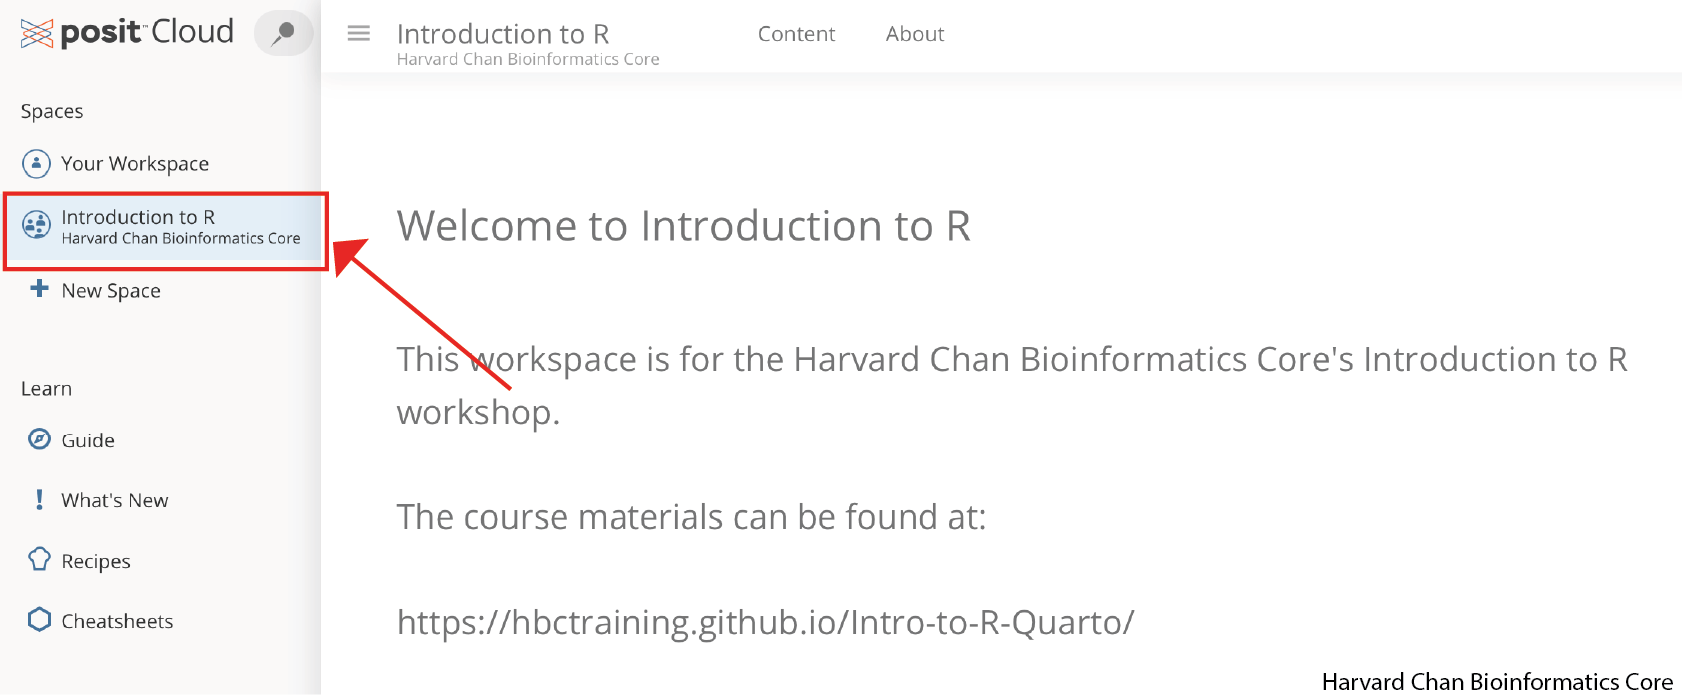 posit™ Cloud
Spaces
Your Workspace
Introduction to R
Harvard Chan Bioinformatics Core
New Space
Learn
Guide
What's New
Recipes
Cheatsheets
Introduction to R
Harvard Chan Bioinformatics Core
Content
About
Welcome to Introduction to R
This workspace is for the Harvard Chan Bioinformatics Core's Introduction to R
workshop.
The course materials can be found at:
https://hbctraining.github.io/Intro-to-R-Quarto/
Harvard Chan Bioinformatics Core